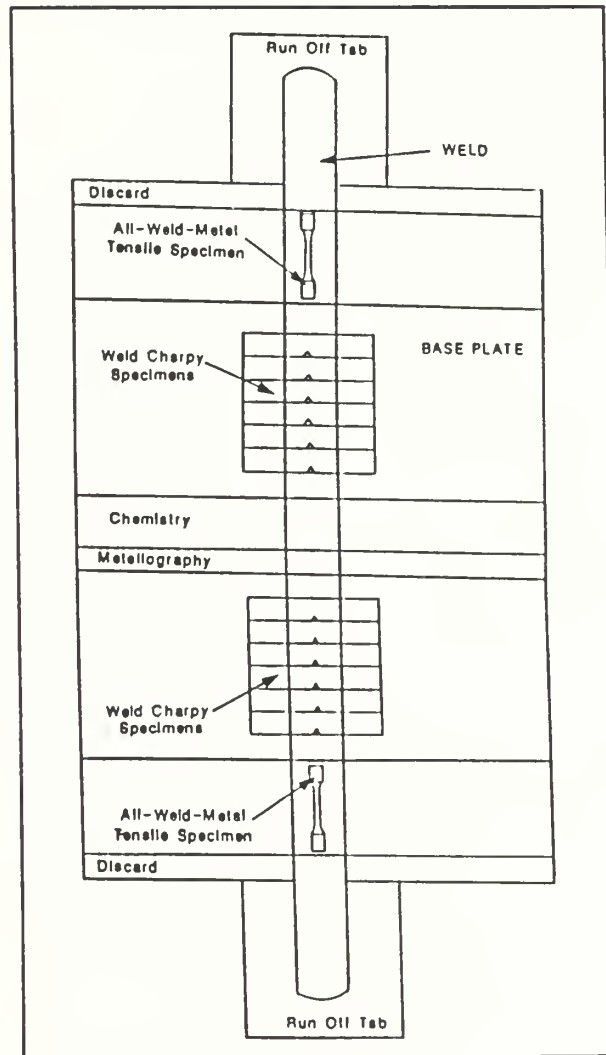 Run Off Tab
WELD
Discard
All-Weld-Metal
Tensile Specimen
BASE PLATE
Weld Charpy
Specimens
Chemistry
Metallography
Weld Charpy
Specimens
All-Weld-Metal
Tensile Specimen
Discard
Run Off Tab